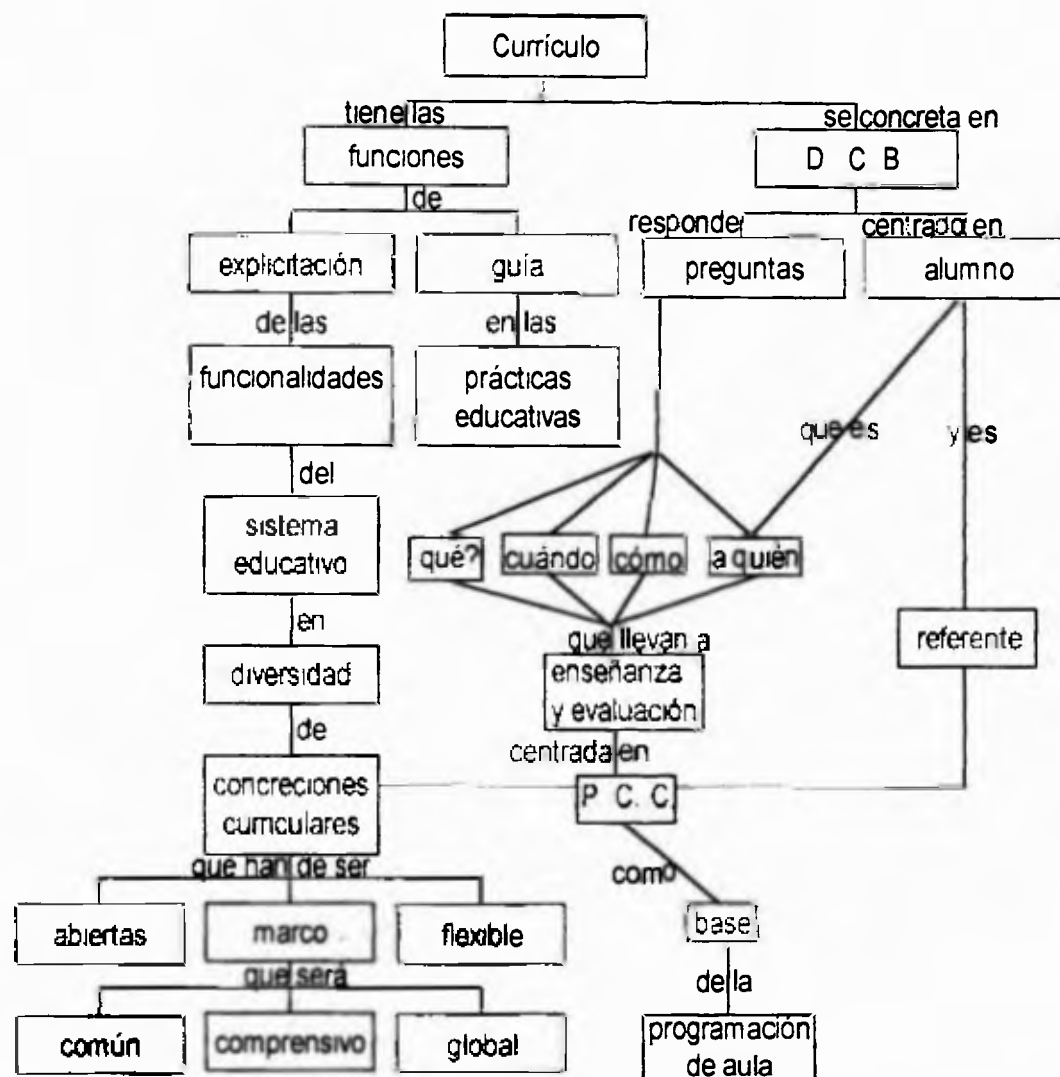 Currículo
tiene las
se concreta en
funciones
D C B
de
responde
centrado en
explicitación
guía
preguntas
alumno
de las
en las
funcionalidades
prácticas
educativas
que es
y es
del
sistema
educativo
qué?
cuándo
cómo
a quién
en
que llevan a
referente
diversidad
enseñanza
y evaluación
de
centrada en
concreciones
curriculares
P. C. C.
que han de ser
como
abiertas
marco
flexible
base
que será
de la
común
comprensivo
global
programación
de aula